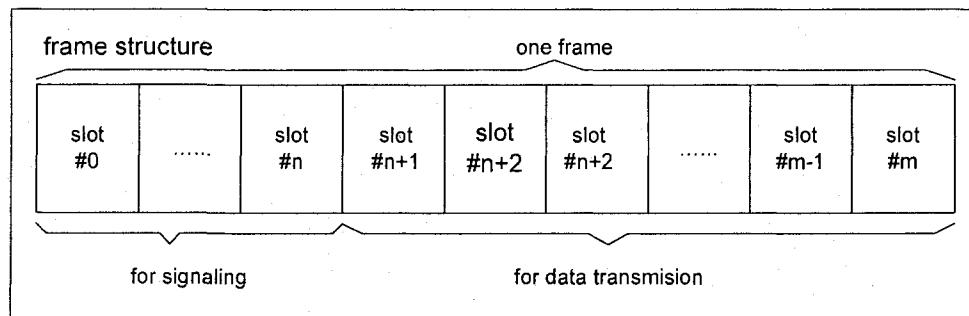 frame structure
one frame
slot #0
......
slot #n
slot #n+1
slot #n+2
slot #n+2
......
slot #m-1
slot #m
for signaling
for data transmision